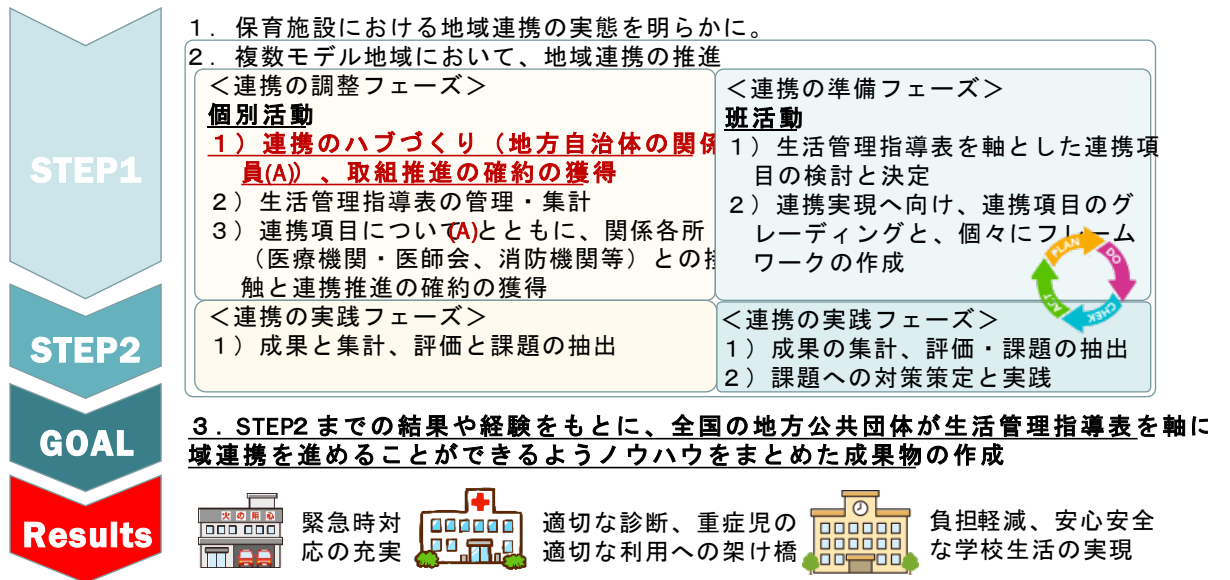 1．保育施設における地域連携の実態を明らかに。
2．複数モデル地域において、地域連携の推進
STEP1
＜連携の調整フェーズ＞
個別活動
1）連携のハブづくり（地方自治体の関係
員(A)）、取組推進の確約の獲得
2）生活管理指導表の管理・集計
3）連携項目について(A)とともに、関係各所
（医療機関・医師会、消防機関等）との接
触と連携推進の確約の獲得
＜連携の準備フェーズ＞
班活動
1）生活管理指導表を軸とした連携項
目の検討と決定
2）連携実現へ向け、連携項目のグ
レーディングと、個々にフレーム
ワークの作成
PLAN
DO
CHEK
ACT
STEP2
＜連携の実践フェーズ＞
1）成果と集計、評価と課題の抽出
＜連携の実践フェーズ＞
1）成果の集計、評価・課題の抽出
2）課題への対策策定と実践
GOAL
3．STEP2までの結果や経験をもとに、全国の地方公共団体が生活管理指導表を軸に
域連携を進めることができるようノウハウをまとめた成果物の作成
Results
火の用心
緊急時対
応の充実
適切な診断、重症児の
適切な利用への架け橋
負担軽減、安心安全
な学校生活の実現